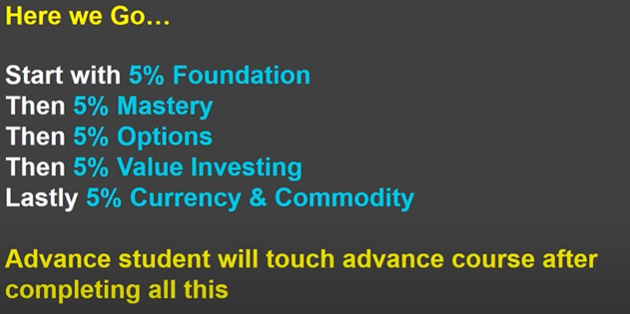 Here we Go...
Start with 5% Foundation
Then 5% Mastery
Then 5% Options
Then 5% Value Investing
Lastly 5% Currency & Commodity
Advance student will touch advance course after
completing all this